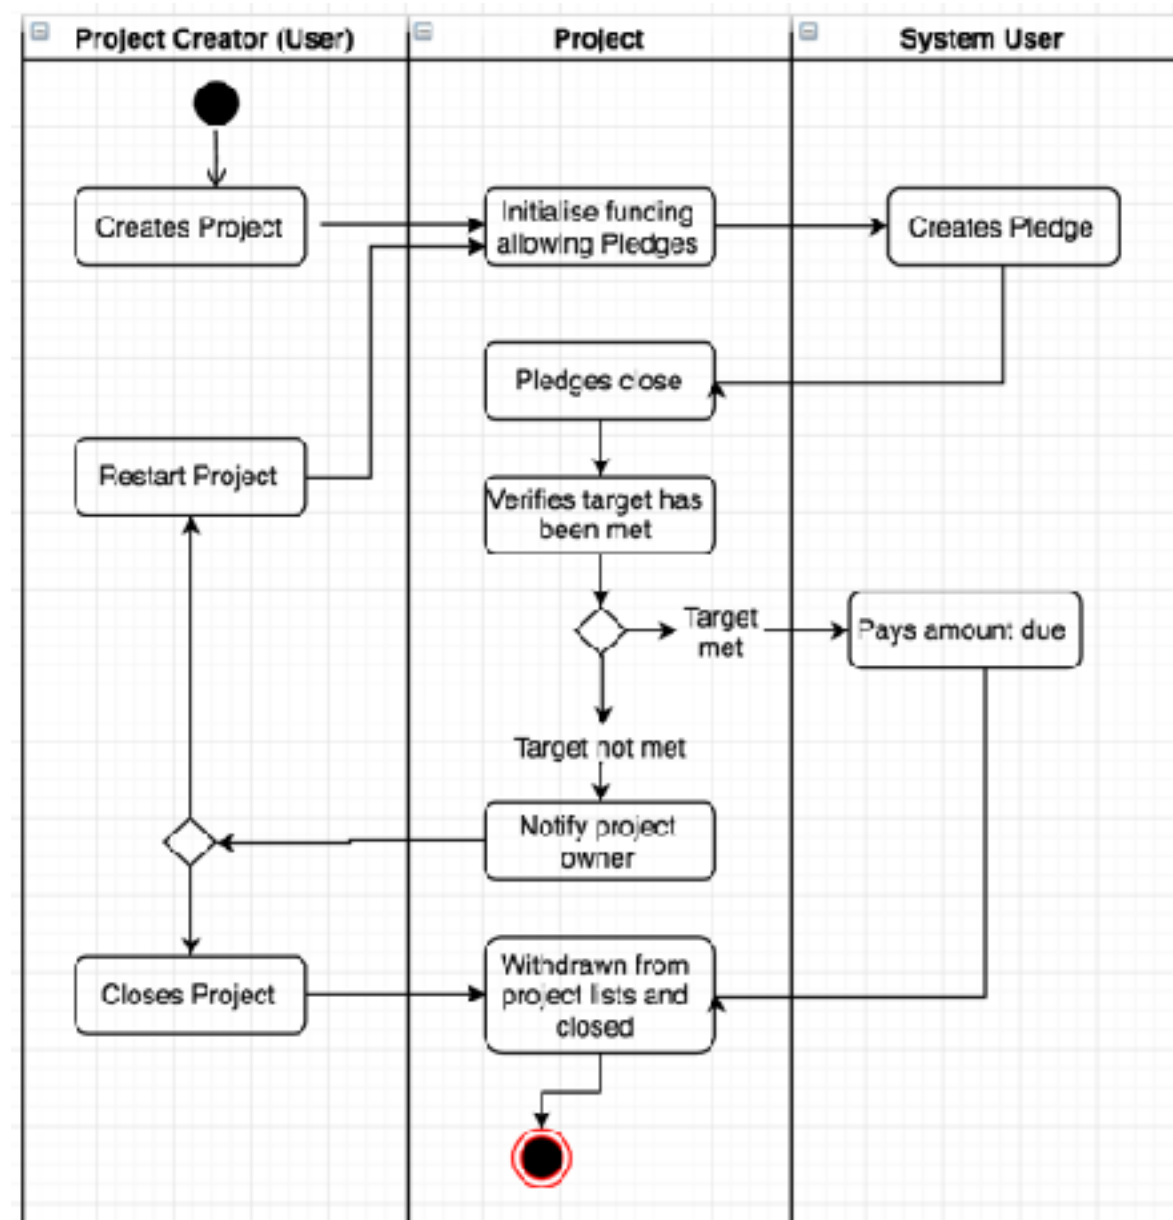 Project Creator (User)
Project
System User
Creates Project
Initialise funcing
allowing Pledges
Creates Pledge
Pledges close
Restart Project
Verifies target has
been met
Target
met
Pays amount due
Target not met
Notify project
owner
Closes Project
Withdrawn from
project lists and
closed